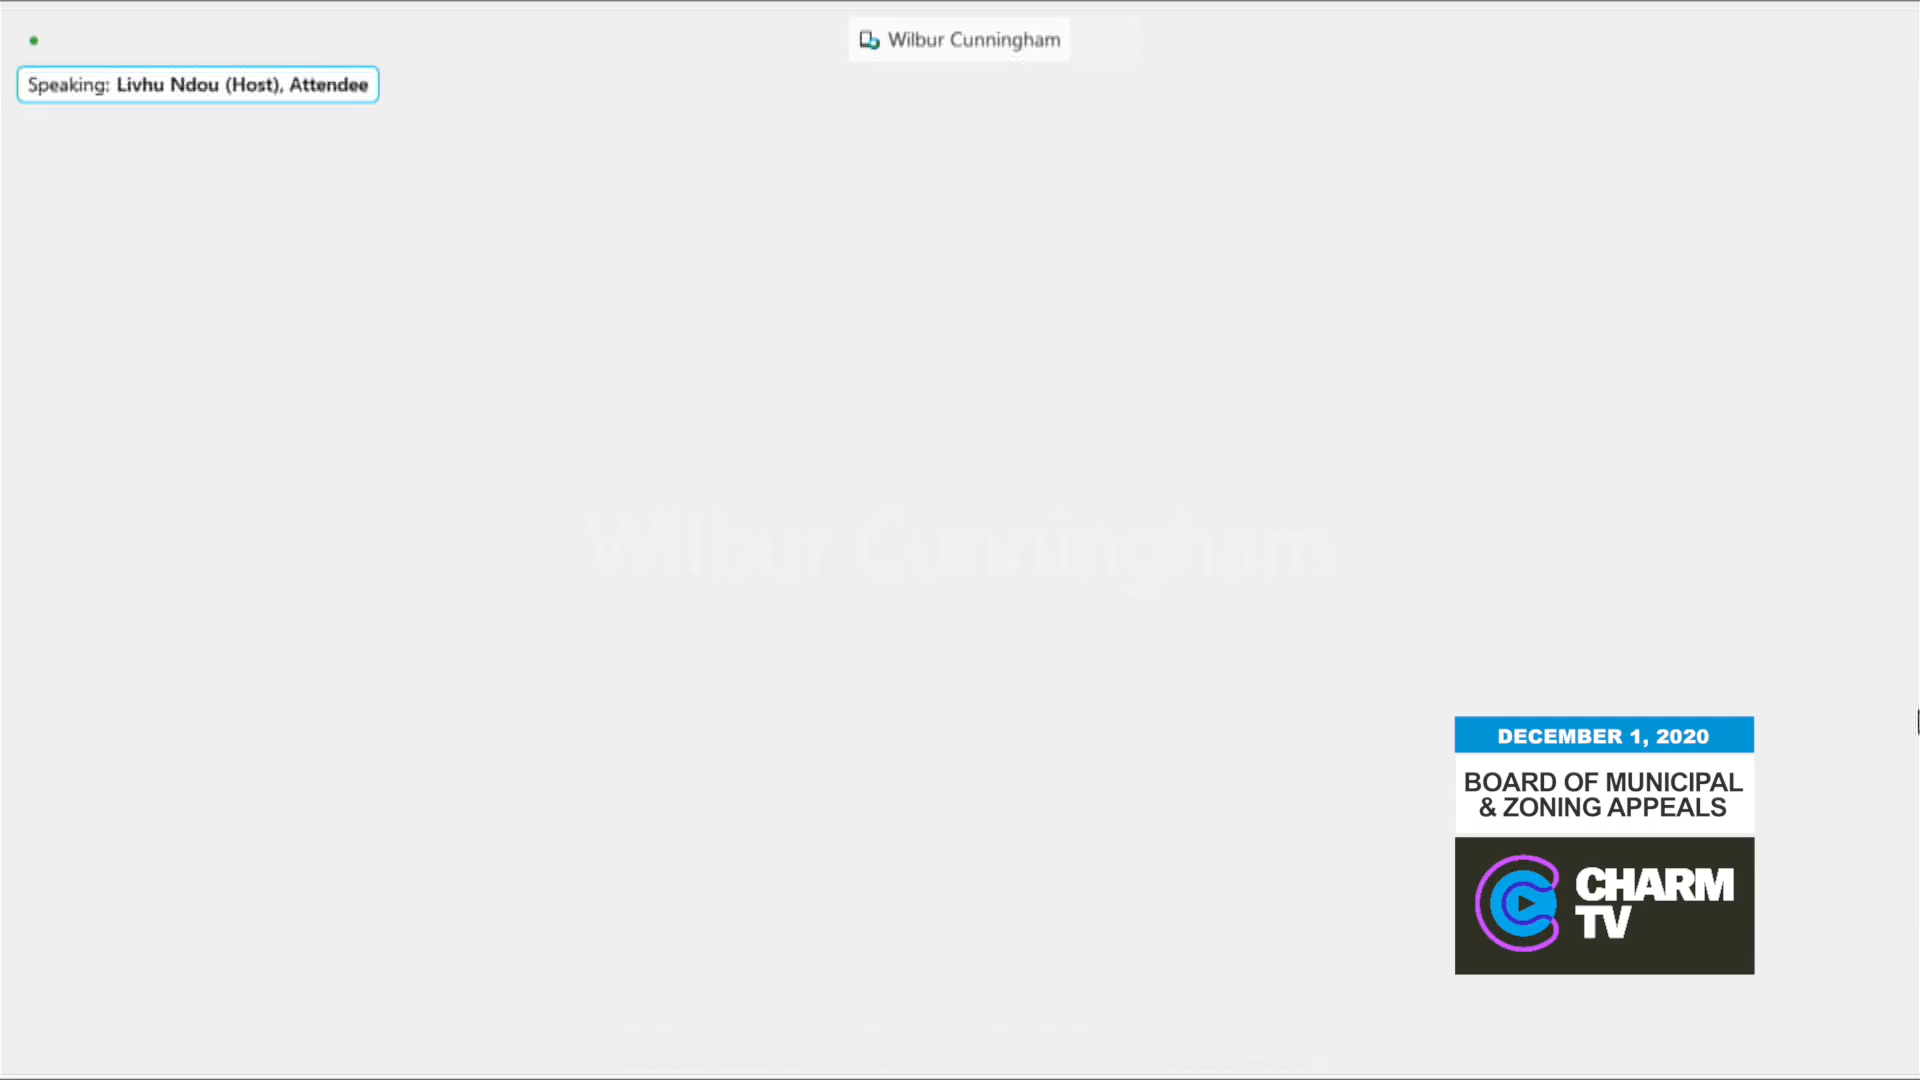 Wilbur Cunningham
Speaking: Livhu Ndou (Host), Attendee
Wilbur Cunningham
DECEMBER 1, 2020
BOARD OF MUNICIPAL
& ZONING APPEALS
CHARM
TV